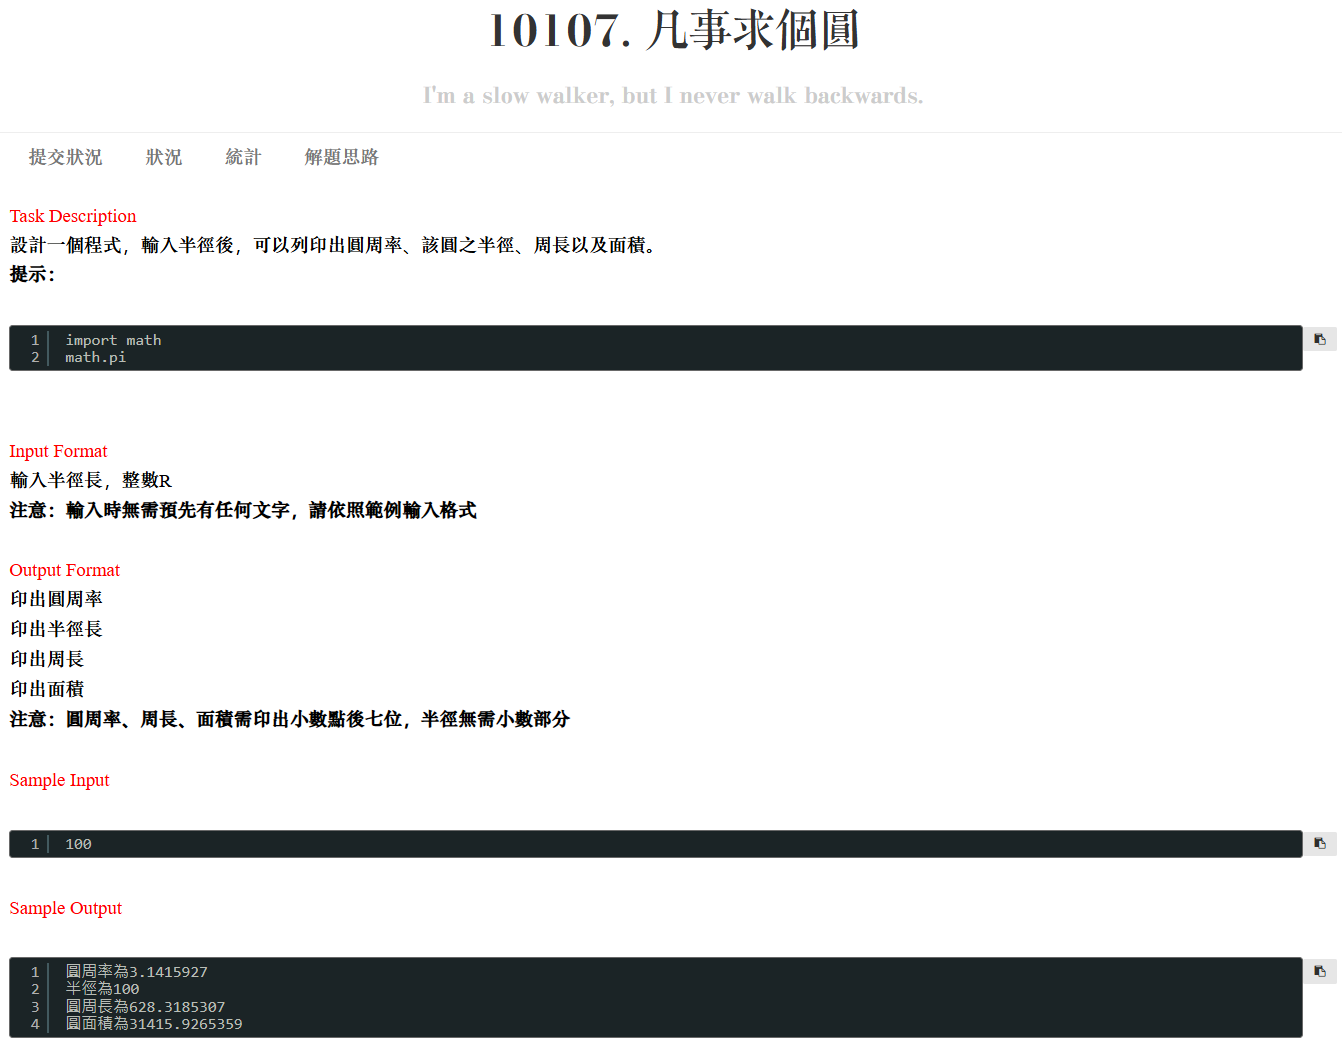 10107. 凡事求個圓
I'm a slow walker, but I never walk backwards.
提交狀況 狀況 統計 解題思路
Task Description
設計一個程式，輸入半徑後，可以列印出圓周率、該圓之半徑、周長以及面積。
提示：
1 import math
2 math.pi
Input Format
輸入半徑長，整數R
注意：輸入時無需預先有任何文字，請依照範例輸入格式
Output Format
印出圓周率
印出半徑長
印出周長
印出面積
注意：圓周率、周長、面積需印出小數點後七位，半徑無需小數部分
Sample Input
1 100
Sample Output
1 圓周率為3.1415927
2 半徑為100
3 圓周長為628.3185307
4 圓面積為31415.9265359